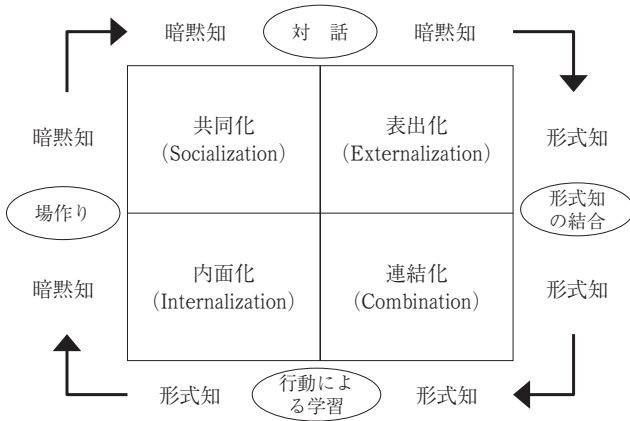 暗黙知 対 話 暗黙知
暗黙知
共同化
(Socialization)
表出化
(Externalization)
形式知
場作り
形式知
の結合
暗黙知
内面化
(Internalization)
連結化
(Combination)
形式知
形式知
行動によ
る学習
形式知